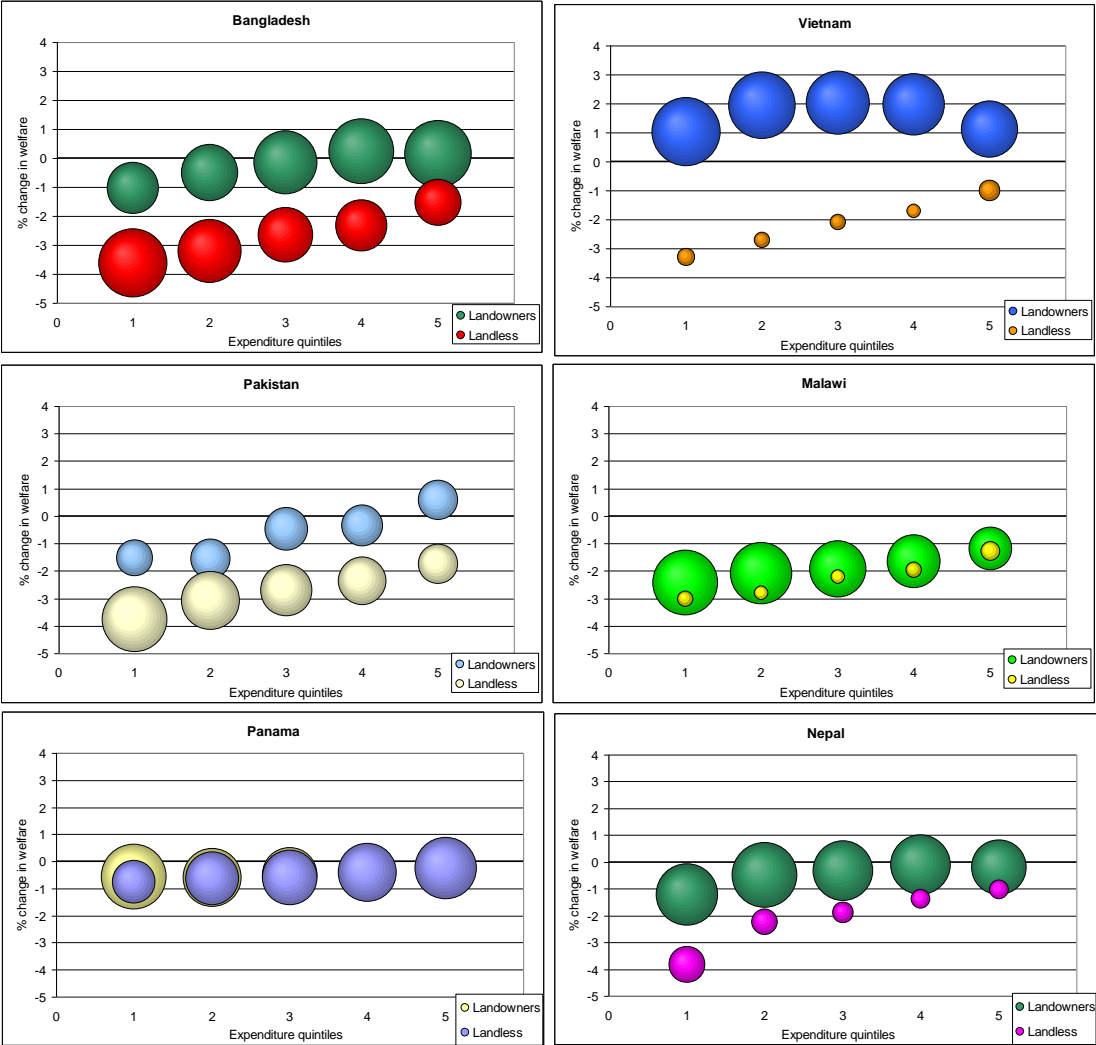 Bangladesh
4
3
2
1
0
-1
-2
-3
-4
-5
% change in welfare
0 1 2 3 4 5
Expenditure quintiles
Landowners
Landless
Vietnam
4
3
2
1
0
-1
-2
-3
-4
-5
% change in welfare
0 1 2 3 4 5
Expenditure quintiles
Landowners
Landless
Pakistan
4
3
2
1
0
-1
-2
-3
-4
-5
% change in welfare
0 1 2 3 4 5
Expenditure quintiles
Landowners
Landless
Malawi
4
3
2
1
0
-1
-2
-3
-4
-5
% change in welfare
0 1 2 3 4 5
Expenditure quintiles
Landowners
Landless
Panama
4
3
2
1
0
-1
-2
-3
-4
-5
% change in welfare
0 1 2 3 4 5
Expenditure quintiles
Landowners
Landless
Nepal
4
3
2
1
0
-1
-2
-3
-4
-5
% change in welfare
0 1 2 3 4 5
Expenditure quintiles
Landowners
Landless